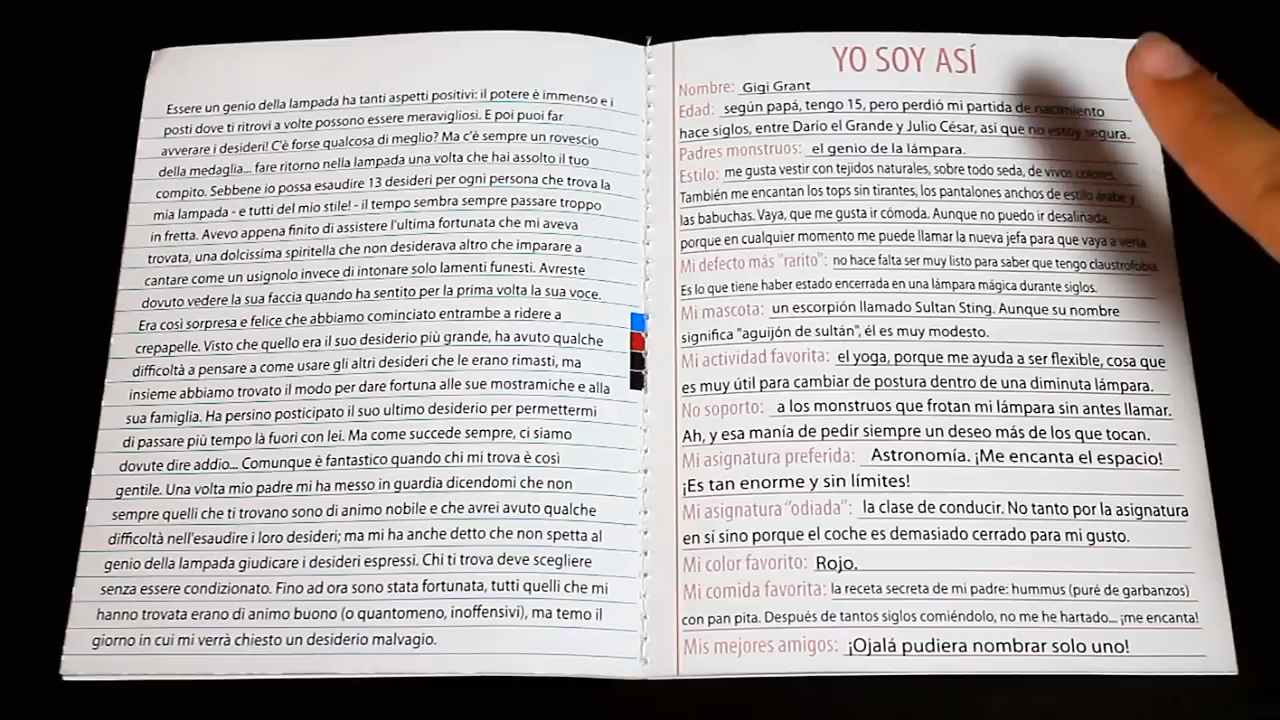 Essere un genio della lampada ha tanti aspetti positivi: il potere è immenso e i
posti dove ti ritrovi a volte possono essere meravigliosi. E poi puoi far
avverare i desideri! C'è forse qualcosa di meglio? Ma c'è sempre un rovescio
della medaglia... fare ritorno nella lampada una volta che hai assolto il tuo
compito. Sebbene io possa esaudire 13 desideri per ogni persona che trova la
mia lampada - e tutti del mio stile! - il tempo sembra sempre passare troppo
in fretta. Avevo appena finito di assistere l'ultima fortunata che mi aveva
trovata, una dolcissima spiritella che non desiderava altro che imparare a
cantare come un usignolo invece di intonare solo lamenti funesti. Avreste
dovuto vedere la sua faccia quando ha sentito per la prima volta la sua voce.
Era così sorpresa e felice che abbiamo cominciato entrambe a ridere a
crepapelle. Visto che quello era il suo desiderio più grande, ha avuto qualche
difficoltà a pensare a come usare gli altri desideri che le erano rimasti, ma
insieme abbiamo trovato il modo per dare fortuna alle sue mostramiche e alla
sua famiglia. Ha persino posticipato il suo ultimo desiderio per permettermi
di passare più tempo là fuori con lei. Ma come succede sempre, ci siamo
dovute dire addio... Comunque è fantastico quando chi mi trova è così
gentile. Una volta mio padre mi ha messo in guardia dicendomi che non
sempre quelli che ti trovano sono di animo nobile e che avrei avuto qualche
difficoltà nell'esaudire i loro desideri; ma mi ha anche detto che non spetta al
genio della lampada giudicare i desideri espressi. Chi ti trova deve scegliere
senza essere condizionato. Fino ad ora sono stata fortunata, tutti quelli che mi
hanno trovata erano di animo buono (o quantomeno, inoffensivi), ma temo il
giorno in cui mi verrà chiesto un desiderio malvagio.
YO SOY ASÍ
Nombre: Gigi Grant
Edad: según papá, tengo 15, pero perdió mi partida de nacimiento
hace siglos, entre Darío el Grande y Julio César, así que no estoy segura.
Padres monstruos: el genio de la lámpara.
Estilo: me gusta vestir con tejidos naturales, sobre todo seda, de vivos colores.
También me encantan los tops sin tirantes, los pantalones anchos de estilo árabe y
las babuchas. Vaya, que me gusta ir cómoda. Aunque no puedo ir desaliñada,
porque en cualquier momento me puede llamar la nueva jefa para que vaya a verla.
Mi defecto más "rarito": no hace falta ser muy listo para saber que tengo claustrofobia.
Es lo que tiene haber estado encerrada en una lámpara mágica durante siglos.
Mi mascota: un escorpión llamado Sultan Sting. Aunque su nombre
significa "aguijón de sultán", él es muy modesto.
Mi actividad favorita: el yoga, porque me ayuda a ser flexible, cosa que
es muy útil para cambiar de postura dentro de una diminuta lámpara.
No soporto: a los monstruos que frotan mi lámpara sin antes llamar.
Ah, y esa manía de pedir siempre un deseo más de los que tocan.
Mi asignatura preferida: Astronomía. ¡Me encanta el espacio!
¡Es tan enorme y sin límites!
Mi asignatura "odiada": la clase de conducir. No tanto por la asignatura
en sí sino porque el coche es demasiado cerrado para mi gusto.
Mi color favorito: Rojo.
Mi comida favorita: la receta secreta de mi padre: hummus (puré de garbanzos)
con pan pita. Después de tantos siglos comiéndolo, no me he hartado... ¡me encanta!
Mis mejores amigos: ¡Ojalá pudiera nombrar solo uno!